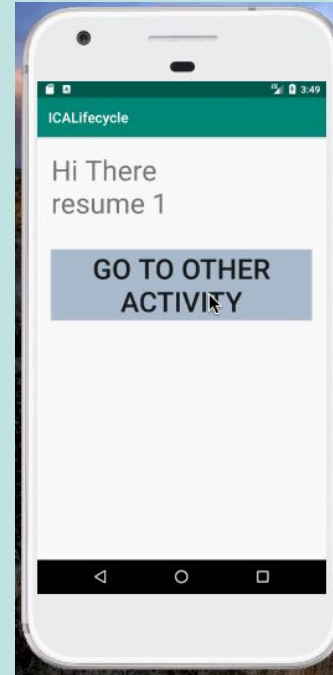 3:49
ICALifecycle
Hi There
resume 1
GO TO OTHER
ACTIVITY